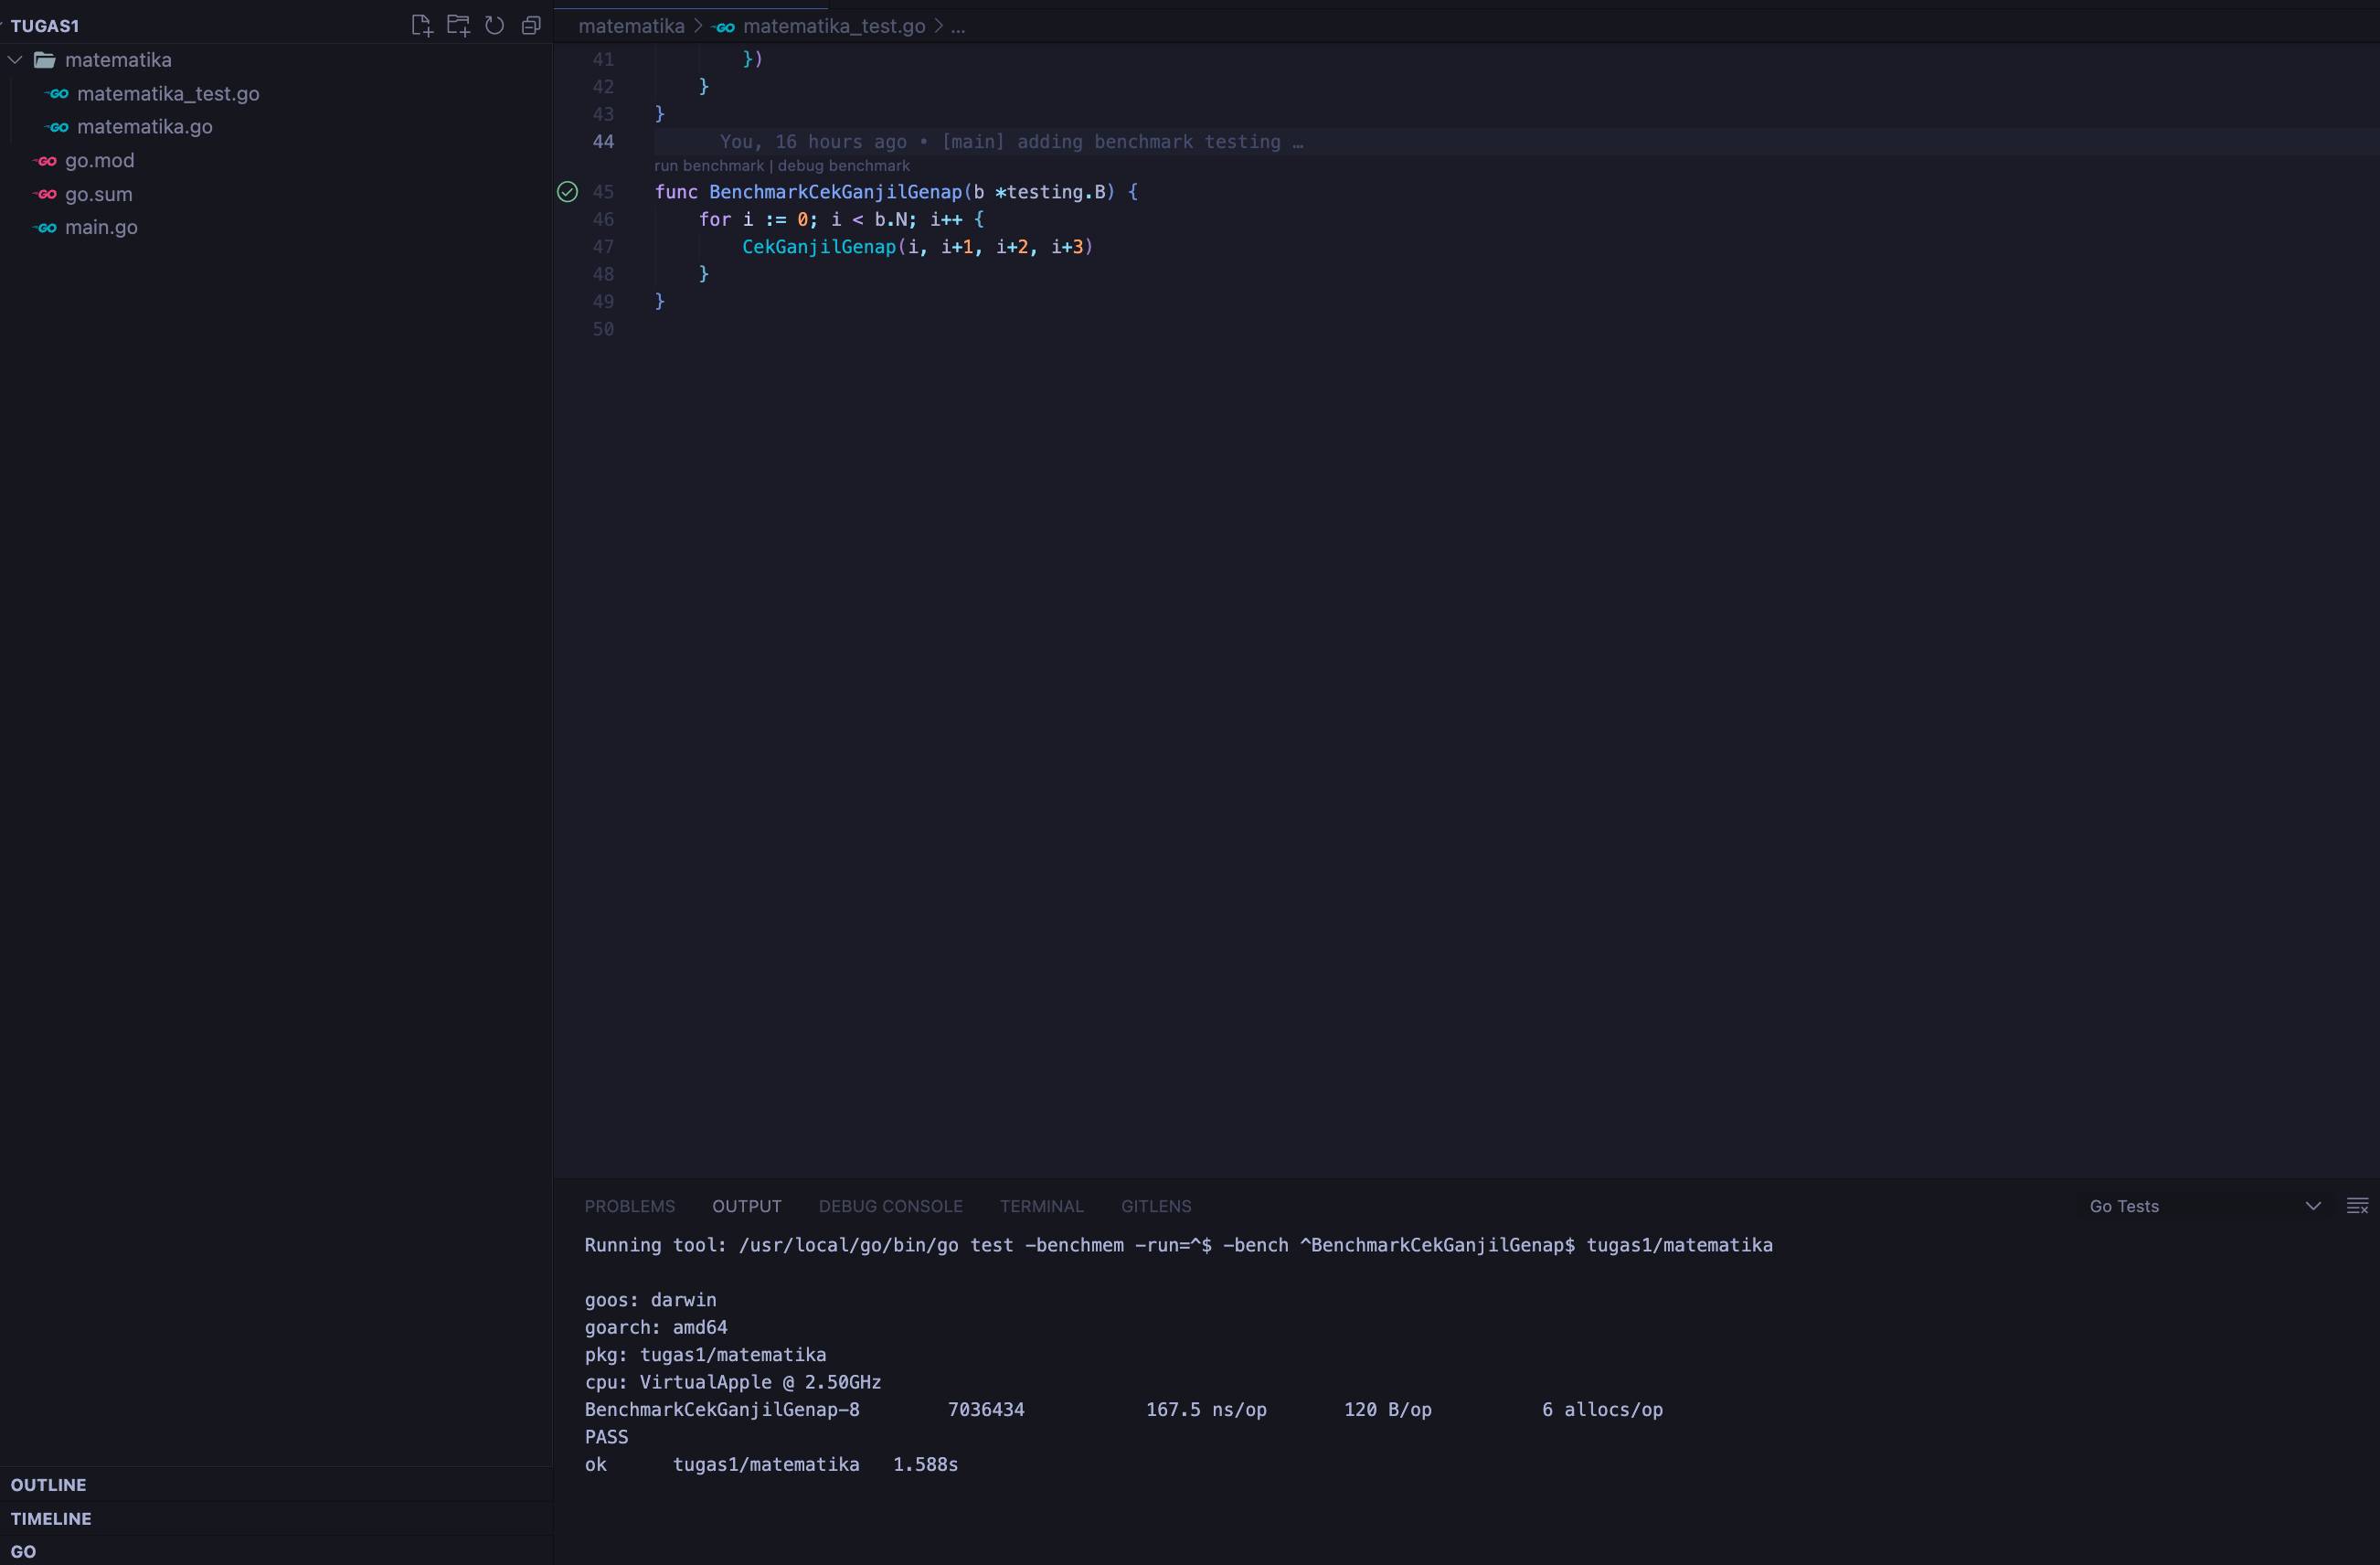 TUGAS1
matematika
matematika_test.go
matematika.go
go.mod
go.sum
main.go
OUTLINE
TIMELINE
GO
matematika > matematika_test.go > ...
41 })
42 }
43 }
44 You, 16 hours ago • [main] adding benchmark testing …
run benchmark | debug benchmark
45 func BenchmarkCekGanjilGenap(b *testing.B) {
46 for i := 0; i < b.N; i++ {
47 CekGanjilGenap(i, i+1, i+2, i+3)
48 }
49 }
50
PROBLEMS OUTPUT DEBUG CONSOLE TERMINAL GITLENS Go Tests
Running tool: /usr/local/go/bin/go test -benchmem -run=^$ -bench ^BenchmarkCekGanjilGenap$ tugas1/matematika
goos: darwin
goarch: amd64
pkg: tugas1/matematika
cpu: VirtualApple @ 2.50GHz
BenchmarkCekGanjilGenap-8 7036434 167.5 ns/op 120 B/op 6 allocs/op
PASS
ok tugas1/matematika 1.588s